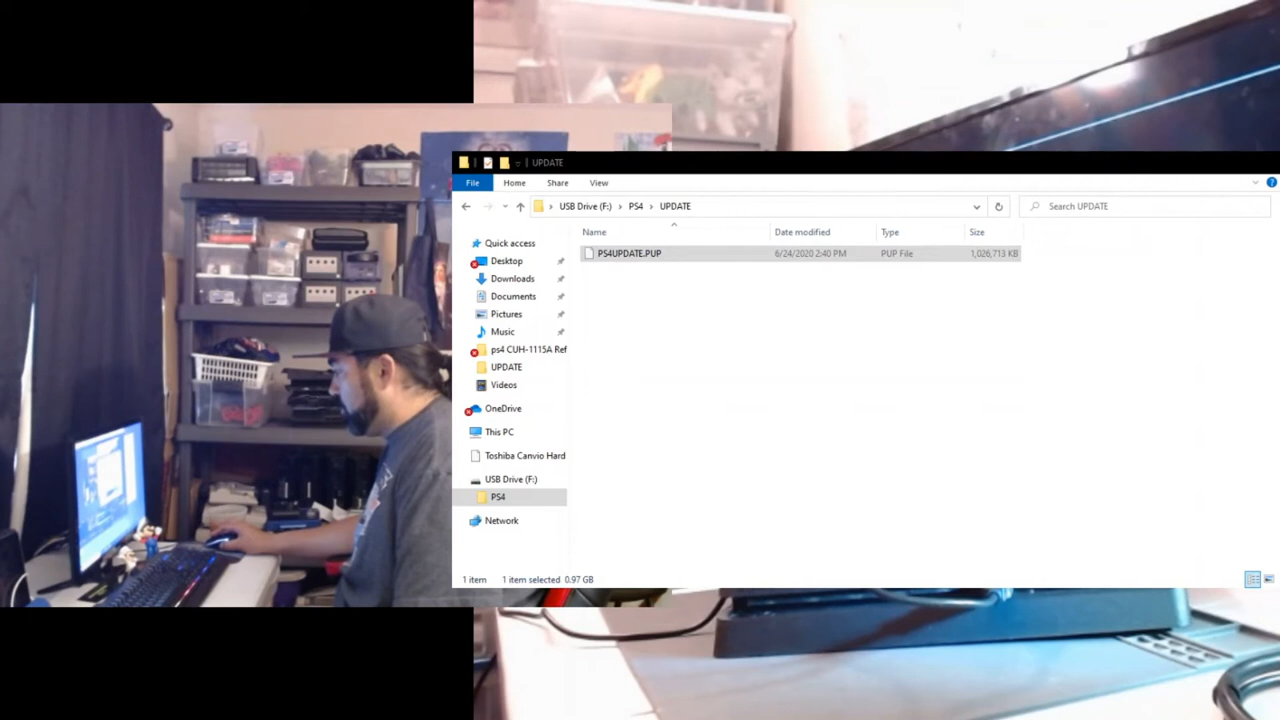 UPDATE
File Home Share View
USB Drive (F:) PS4 UPDATE
Search UPDATE
Name Date modified Type Size
Quick access
PS4UPDATE.PUP 6/24/2020 2:40 PM PUP File 1,026,713 KB
Desktop
Downloads
Documents
Pictures
Music
ps4 CUH-1115A Ref
UPDATE
Videos
OneDrive
This PC
Toshiba Canvio Hard
USB Drive (F:)
PS4
Network
1 item 1 item selected 0.97 GB